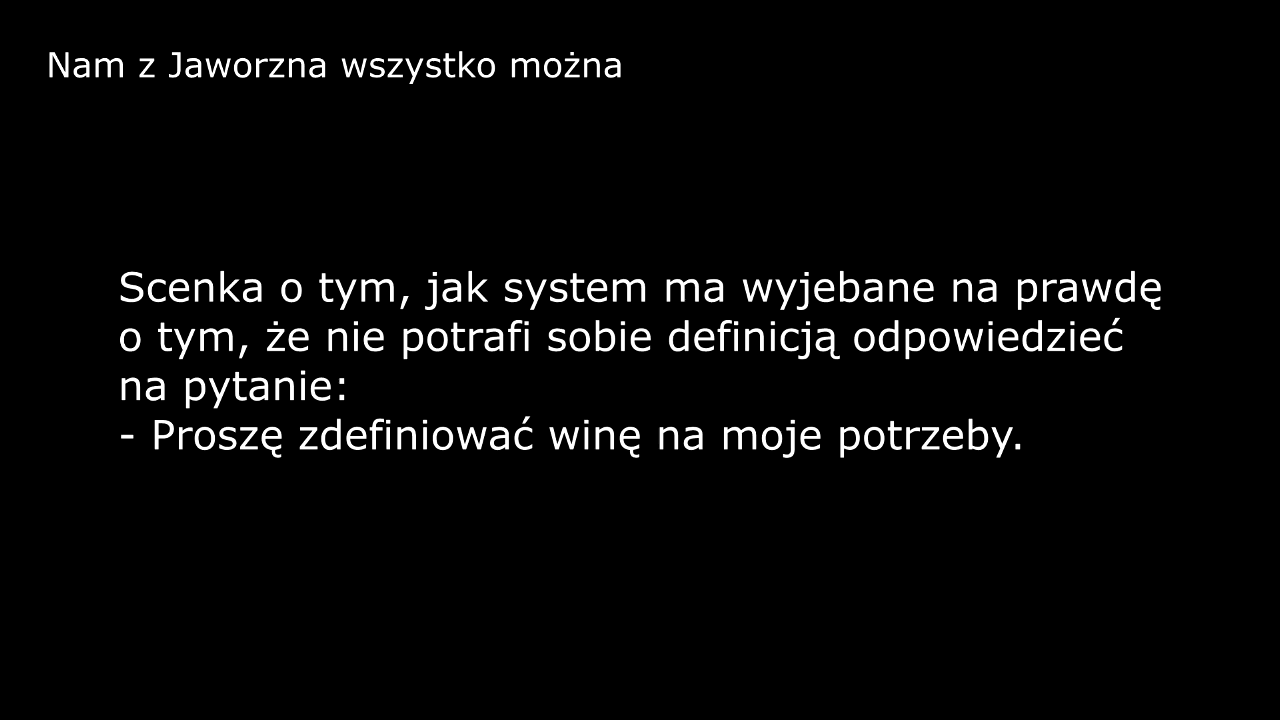 Nam z Jaworzna wszystko można
Scenka o tym, jak system ma wyjebane na prawdę
o tym, że nie potrafi sobie definicją odpowiedzieć
na pytanie:
- Proszę zdefiniować winę na moje potrzeby.